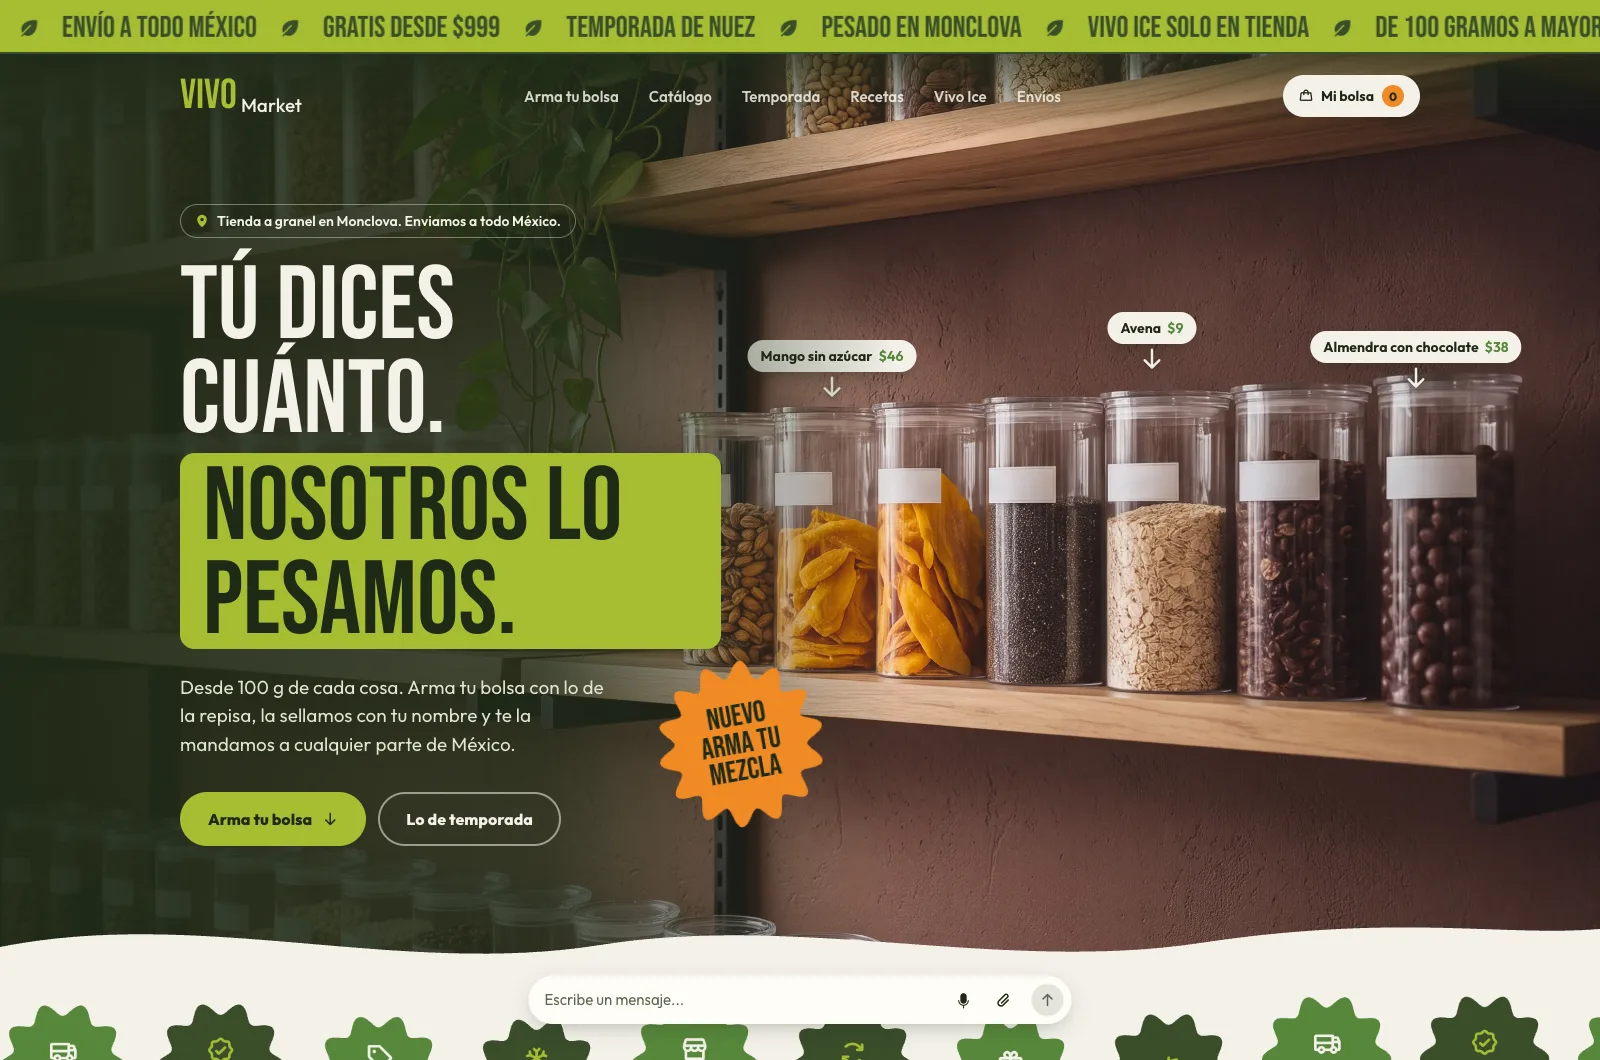 ENVÍO A TODO MÉXICO GRATIS DESDE $999 TEMPORADA DE NUEZ PESADO EN MONCLOVA VIVO ICE SOLO EN TIENDA DE 100 GRAMOS A MAYOR
VIVO Market
Arma tu bolsa Catálogo Temporada Recetas Vivo Ice Envíos
Mi bolsa 0
Tienda a granel en Monclova. Enviamos a todo México.
TÚ DICES
CUÁNTO.
NOSOTROS LO
PESAMOS.
Mango sin azúcar $46
Avena $9
Almendra con chocolate $38
Desde 100 g de cada cosa. Arma tu bolsa con lo de
la repisa, la sellamos con tu nombre y te la
mandamos a cualquier parte de México.
NUEVO
ARMA TU
MEZCLA
Arma tu bolsa
Lo de temporada
Escribe un mensaje...